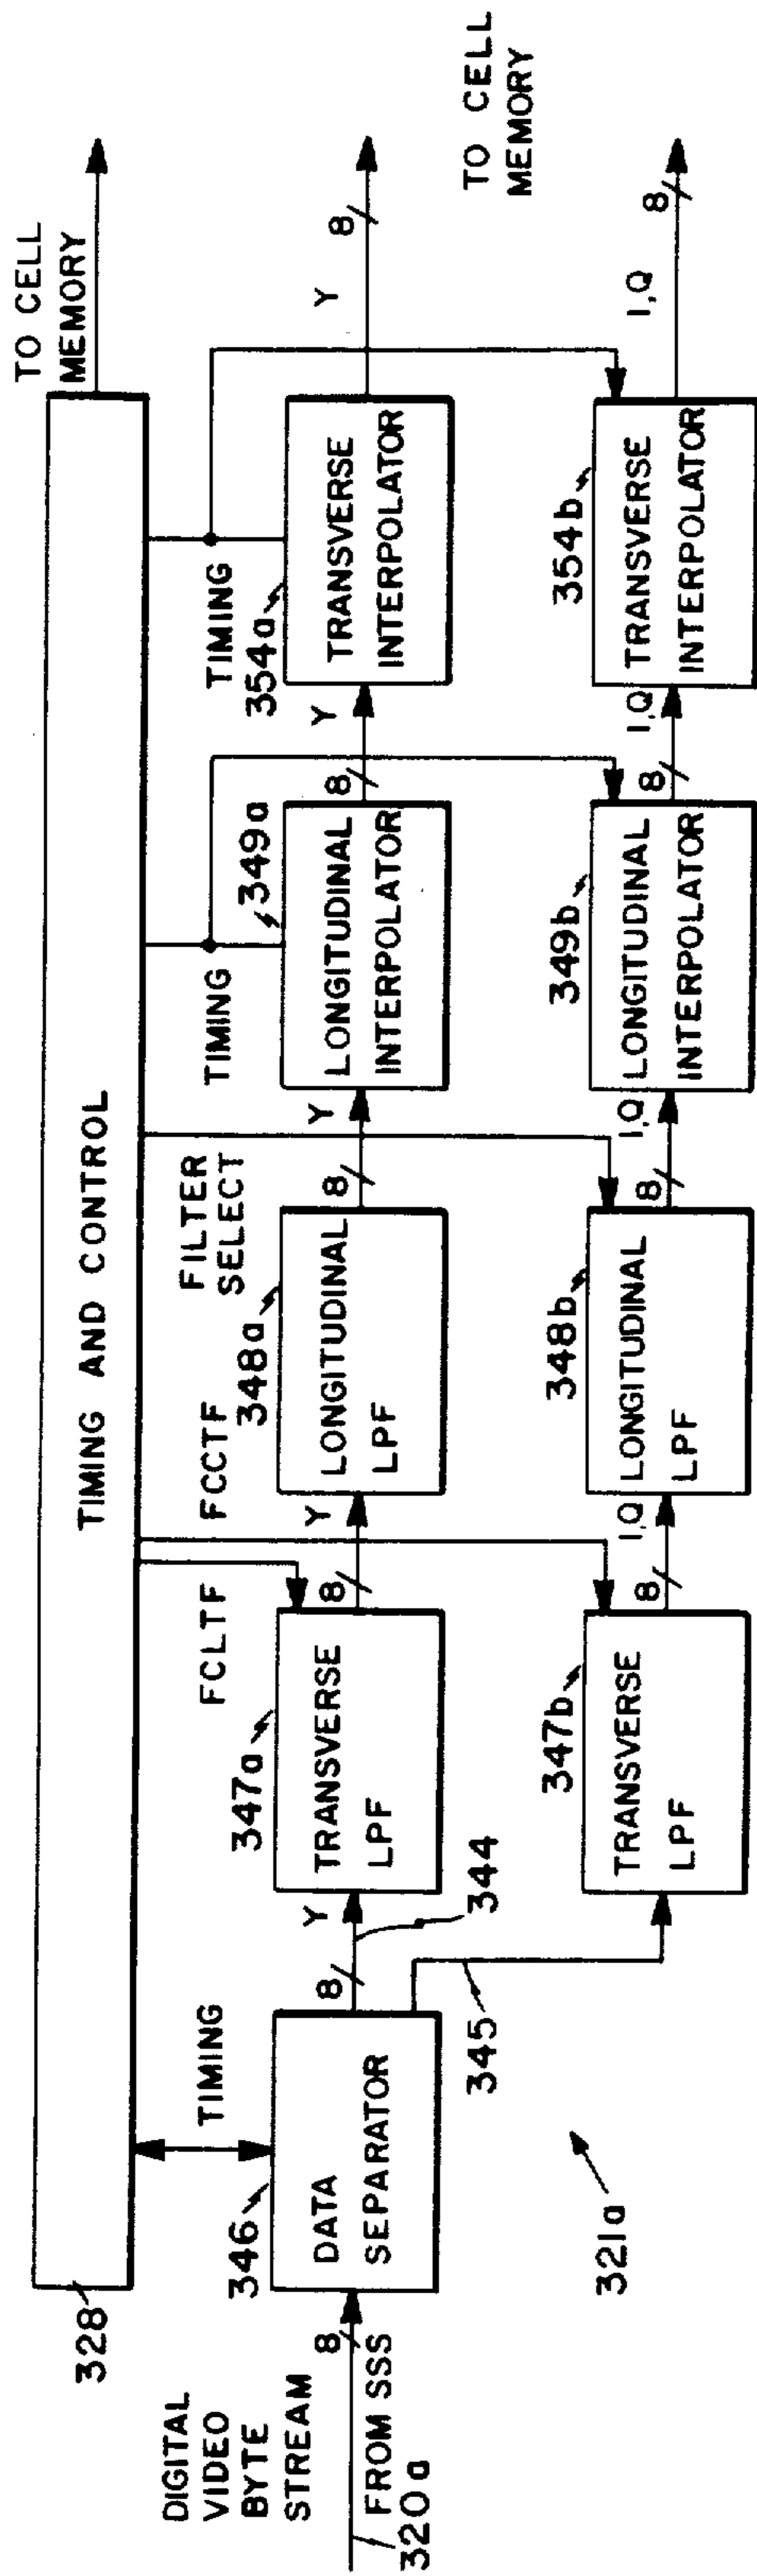 TO CELL
MEMORY
328
TIMING AND CONTROL
DIGITAL
VIDEO
BYTE
STREAM
FROM SSS
320a
8
346
TIMING
DATA
SEPARATOR
8
Y
344
345
FCLTF
347a
TRANSVERSE
LPF
8
Y
FCCTF
348a
FILTER
SELECT
LONGITUDINAL
LPF
8
Y
TIMING
349a
LONGITUDINAL
INTERPOLATOR
8
Y
TIMING
354a
TRANSVERSE
INTERPOLATOR
Y
8
TO CELL
MEMORY
321a
347b
TRANSVERSE
LPF
8
I,Q
348b
LONGITUDINAL
LPF
8
I,Q
349b
LONGITUDINAL
INTERPOLATOR
8
I,Q
354b
TRANSVERSE
INTERPOLATOR
I,Q
8